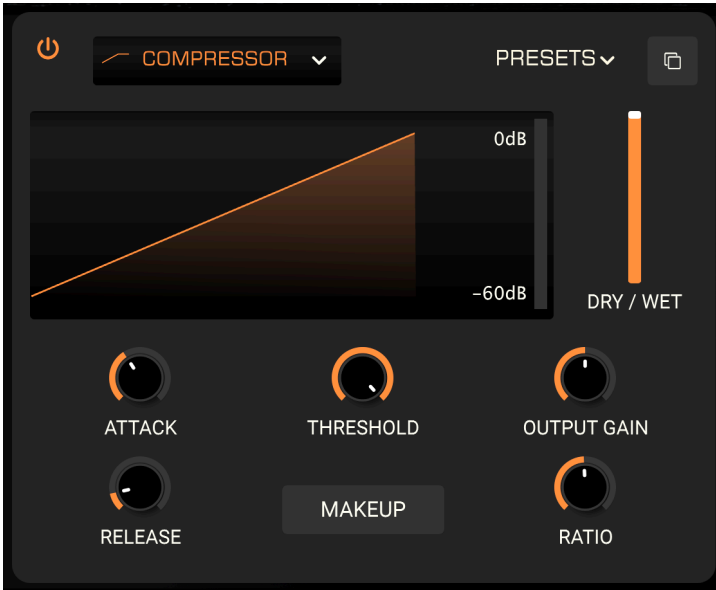 COMPRESSOR
PRESETS
0dB
-60dB
DRY / WET
ATTACK
THRESHOLD
OUTPUT GAIN
RELEASE
MAKEUP
RATIO